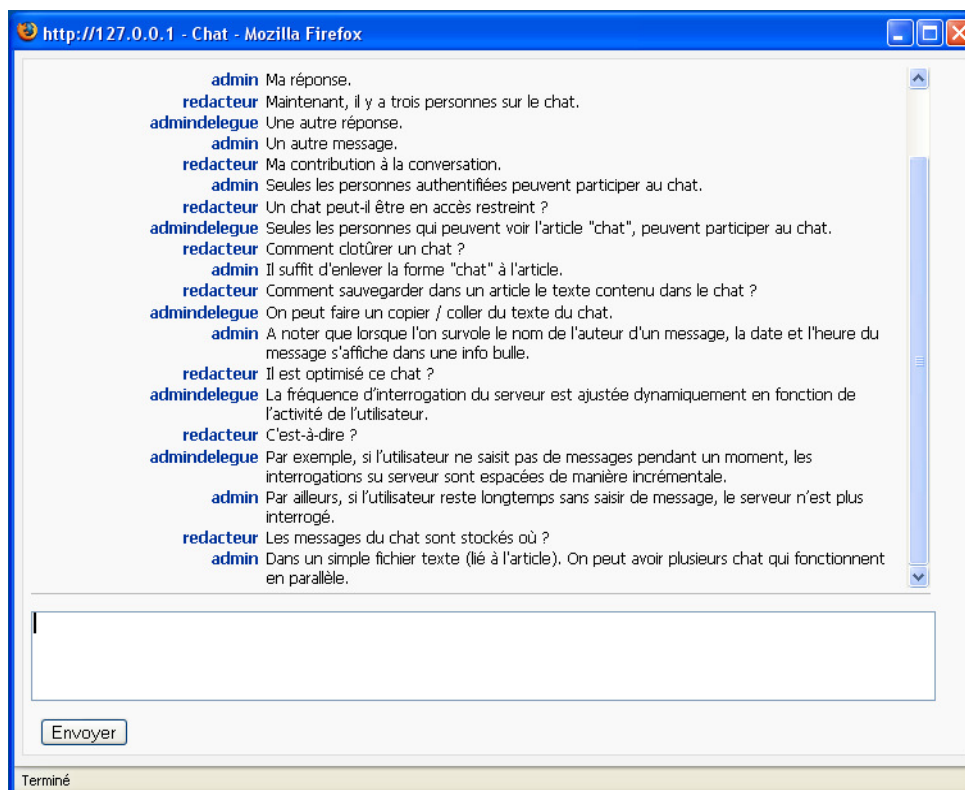 http://127.0.0.1 - Chat - Mozilla Firefox
admin Ma réponse.
redacteur Maintenant, il y a trois personnes sur le chat.
admindelegue Une autre réponse.
admin Un autre message.
redacteur Ma contribution à la conversation.
admin Seules les personnes authentifiées peuvent participer au chat.
redacteur Un chat peut-il être en accès restreint ?
admindelegue Seules les personnes qui peuvent voir l'article "chat", peuvent participer au chat.
redacteur Comment clotûrer un chat ?
admin Il suffit d'enlever la forme "chat" à l'article.
redacteur Comment sauvegarder dans un article le texte contenu dans le chat ?
admindelegue On peut faire un copier / coller du texte du chat.
admin A noter que lorsque l'on survole le nom de l'auteur d'un message, la date et l'heure du
message s'affiche dans une info bulle.
redacteur Il est optimisé ce chat ?
admindelegue La fréquence d’interrogation du serveur est ajustée dynamiquement en fonction de
l’activité de l’utilisateur.
redacteur C'est-à-dire ?
admindelegue Par exemple, si l’utilisateur ne saisit pas de messages pendant un moment, les
interrogations su serveur sont espacées de manière incrémentale.
admin Par ailleurs, si l’utilisateur reste longtemps sans saisir de message, le serveur n’est plus
interrogé.
redacteur Les messages du chat sont stockés où ?
admin Dans un simple fichier texte (lié à l'article). On peut avoir plusieurs chat qui fonctionnent
en parallèle.
Envoyer
Terminé